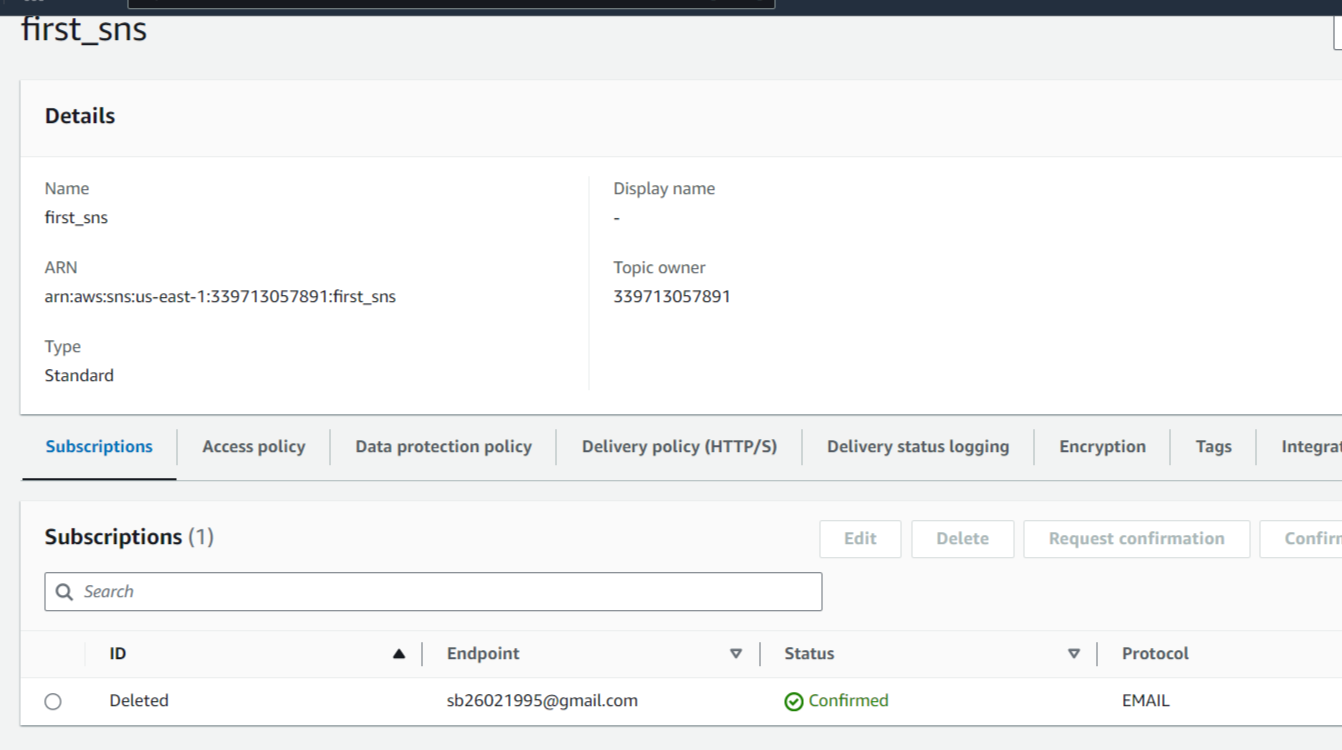 first_sns
Details
Name
first_sns
Display name
-
ARN
arn:aws:sns:us-east-1:339713057891:first_sns
Topic owner
339713057891
Type
Standard
Subscriptions Access policy Data protection policy Delivery policy (HTTP/S) Delivery status logging Encryption Tags Integrat
Subscriptions (1) Edit Delete Request confirmation Confirm
Search
ID Endpoint Status Protocol
Deleted sb26021995@gmail.com Confirmed EMAIL